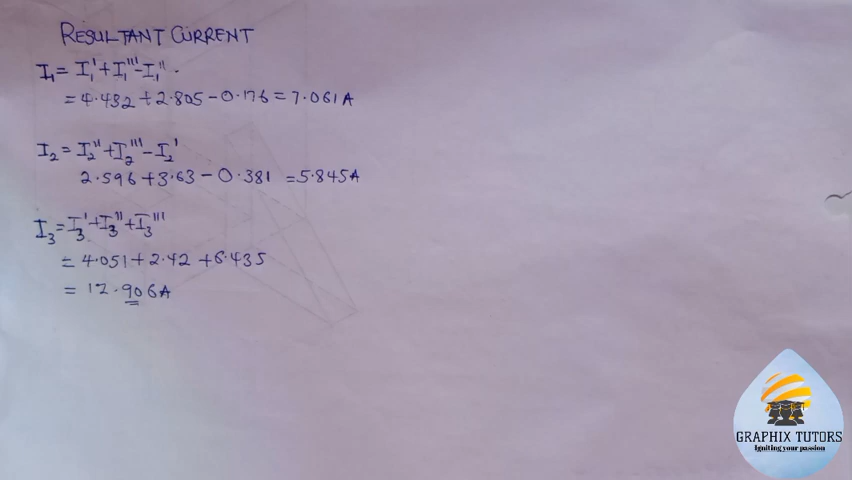 RESULTANT CURRENT
I₁ = I₁' + I₁''' - I₁''
= 4.432 + 2.805 - 0.176 = 7.061A
I₂ = I₂'' + I₂''' - I₂'
2.596 + 3.63 - 0.381 = 5.845A
I₃ = I₃' + I₃'' + I₃'''
= 4.051 + 2.42 + 6.435
= 12.906A
GRAPHIX TUTORS
Igniting your passion